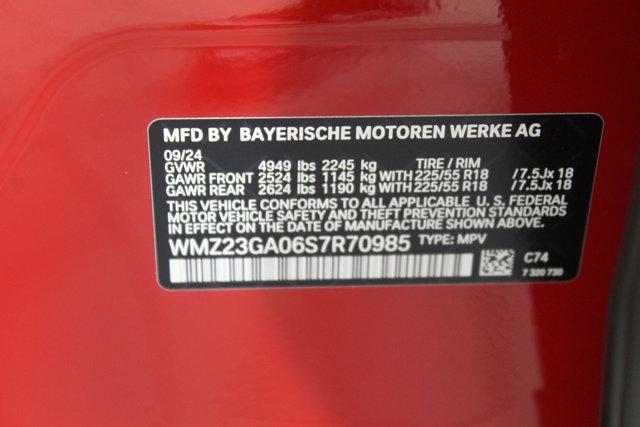 MFD BY BAYERISCHE MOTOREN WERKE AG
09/24
GVWR 4949 lbs 2245 kg TIRE / RIM
GAWR FRONT 2524 lbs 1145 kg WITH 225/55 R18 /7.5Jx 18
GAWR REAR 2624 lbs 1190 kg WITH 225/55 R18 /7.5Jx 18
THIS VEHICLE CONFORMS TO ALL APPLICABLE U. S. FEDERAL
MOTOR VEHICLE SAFETY AND THEFT PREVENTION STANDARDS
IN EFFECT ON THE DATE OF MANUFACTURE SHOWN ABOVE.
WMZ23GA06S7R70985 TYPE: MPV
C74
7 320 730